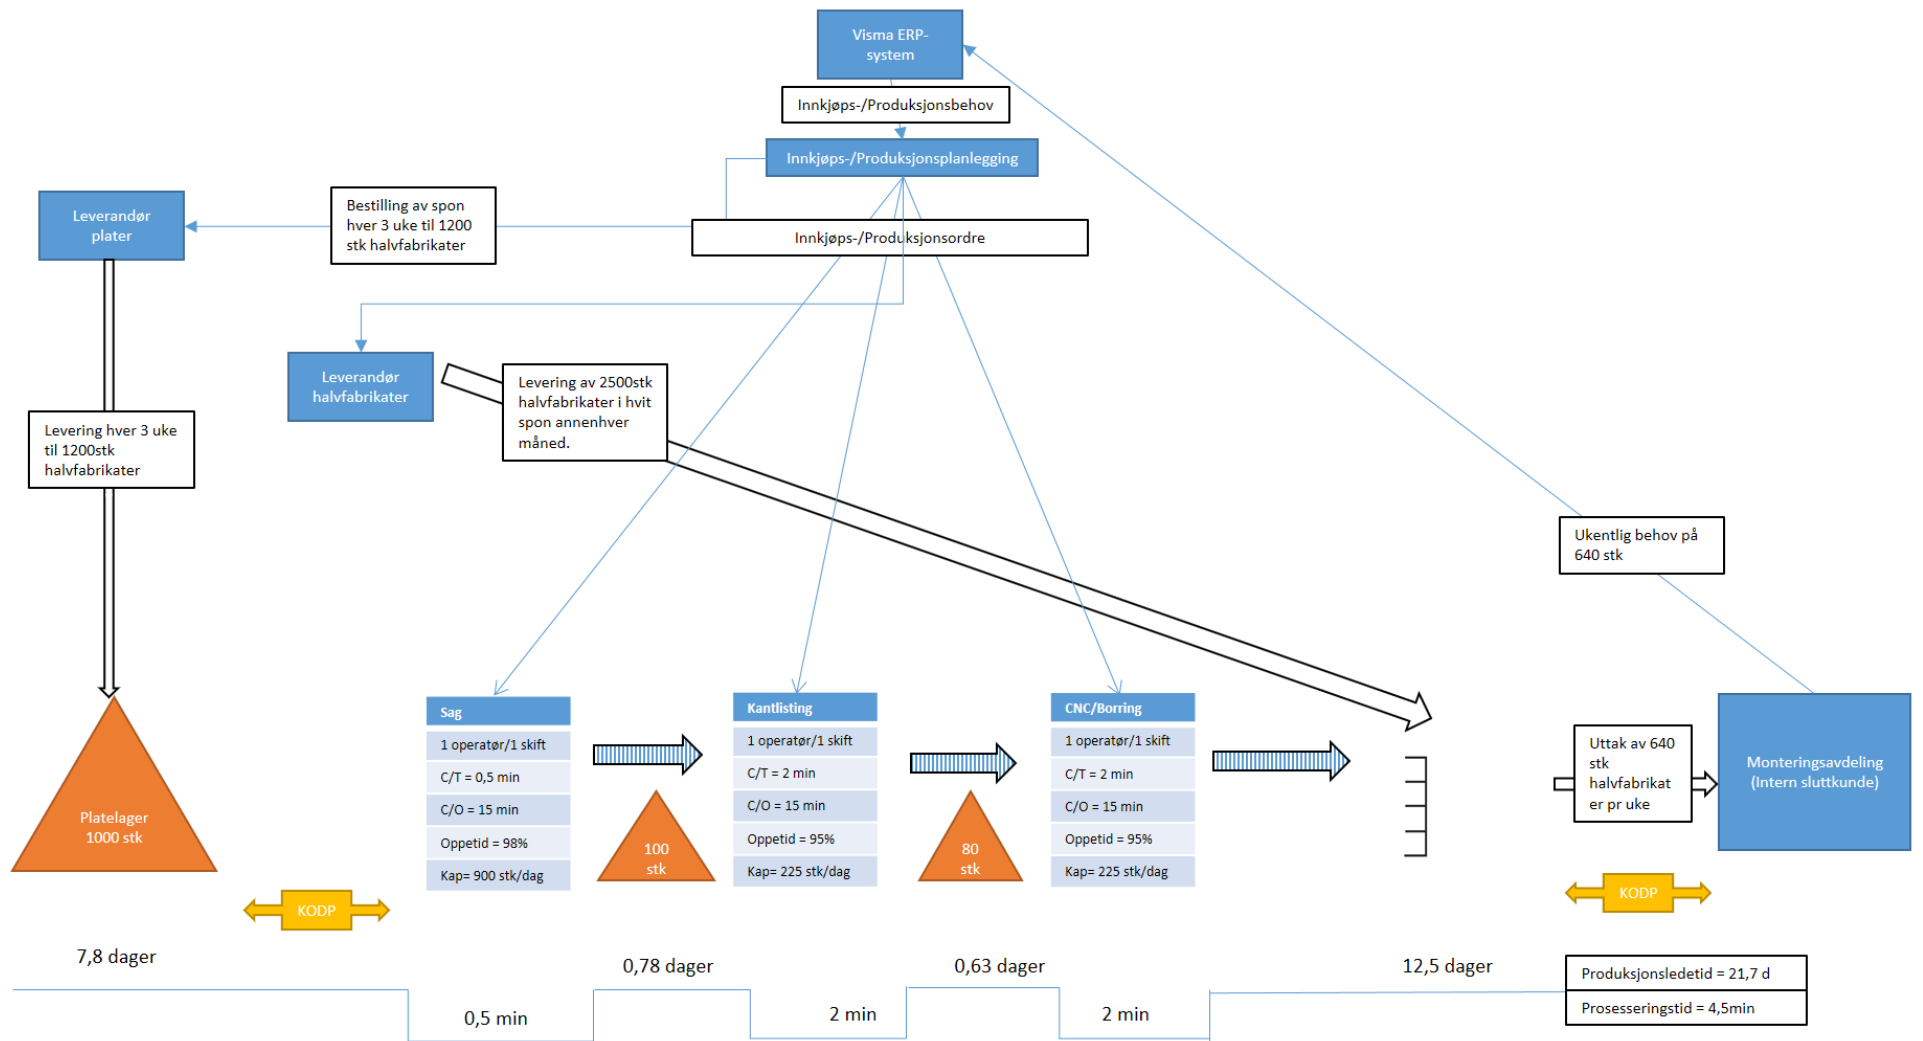 Visma ERP-
system
Innkjøps-/Produksjonsbehov
Innkjøps-/Produksjonsplanlegging
Leverandør
plater
Bestilling av spon
hver 3 uke til 1200
stk halvfabrikater
Innkjøps-/Produksjonsordre
Leverandør
halvfabrikater
Levering av 2500stk
halvfabrikater i hvit
spon annenhver
måned.
Levering hver 3 uke
til 1200stk
halvfabrikater
Ukentlig behov på
640 stk
Platelager
1000 stk
Sag
1 operatør/1 skift
C/T = 0,5 min
C/O = 15 min
Oppetid = 98%
Kap= 900 stk/dag
100
stk
Kantlisting
1 operatør/1 skift
C/T = 2 min
C/O = 15 min
Oppetid = 95%
Kap= 225 stk/dag
80
stk
CNC/Borring
1 operatør/1 skift
C/T = 2 min
C/O = 15 min
Oppetid = 95%
Kap= 225 stk/dag
Uttak av 640
stk
halvfabrikat
er pr uke
Monteringsavdeling
(Intern sluttkunde)
KODP
KODP
7,8 dager
0,78 dager
0,63 dager
12,5 dager
0,5 min
2 min
2 min
Produksjonsledetid = 21,7 d
Prosesseringstid = 4,5min